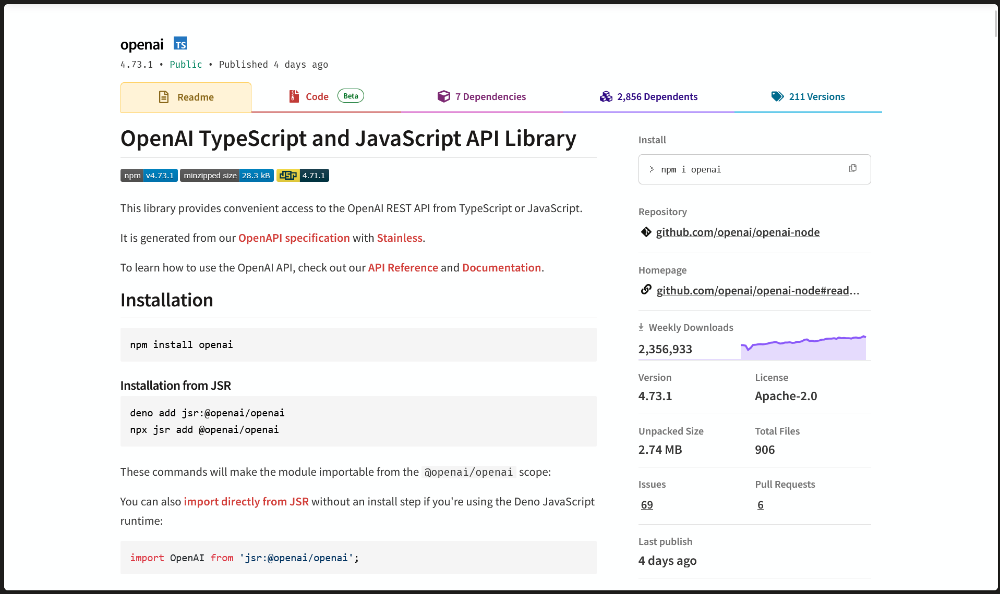 openai TS
4.73.1 • Public • Published 4 days ago
Readme
Code Beta
7 Dependencies
2,856 Dependents
211 Versions
OpenAI TypeScript and JavaScript API Library
npm v4.73.1 minzipped size 28.3 kB JSR 4.71.1
This library provides convenient access to the OpenAI REST API from TypeScript or JavaScript.
It is generated from our OpenAPI specification with Stainless.
To learn how to use the OpenAI API, check out our API Reference and Documentation.
Installation
npm install openai
Installation from JSR
deno add jsr:@openai/openai
npx jsr add @openai/openai
These commands will make the module importable from the @openai/openai scope:
You can also import directly from JSR without an install step if you're using the Deno JavaScript
runtime:
import OpenAI from 'jsr:@openai/openai';
Install
> npm i openai
Repository
github.com/openai/openai-node
Homepage
github.com/openai/openai-node#read...
Weekly Downloads
2,356,933
Version
4.73.1
License
Apache-2.0
Unpacked Size
2.74 MB
Total Files
906
Issues
69
Pull Requests
6
Last publish
4 days ago